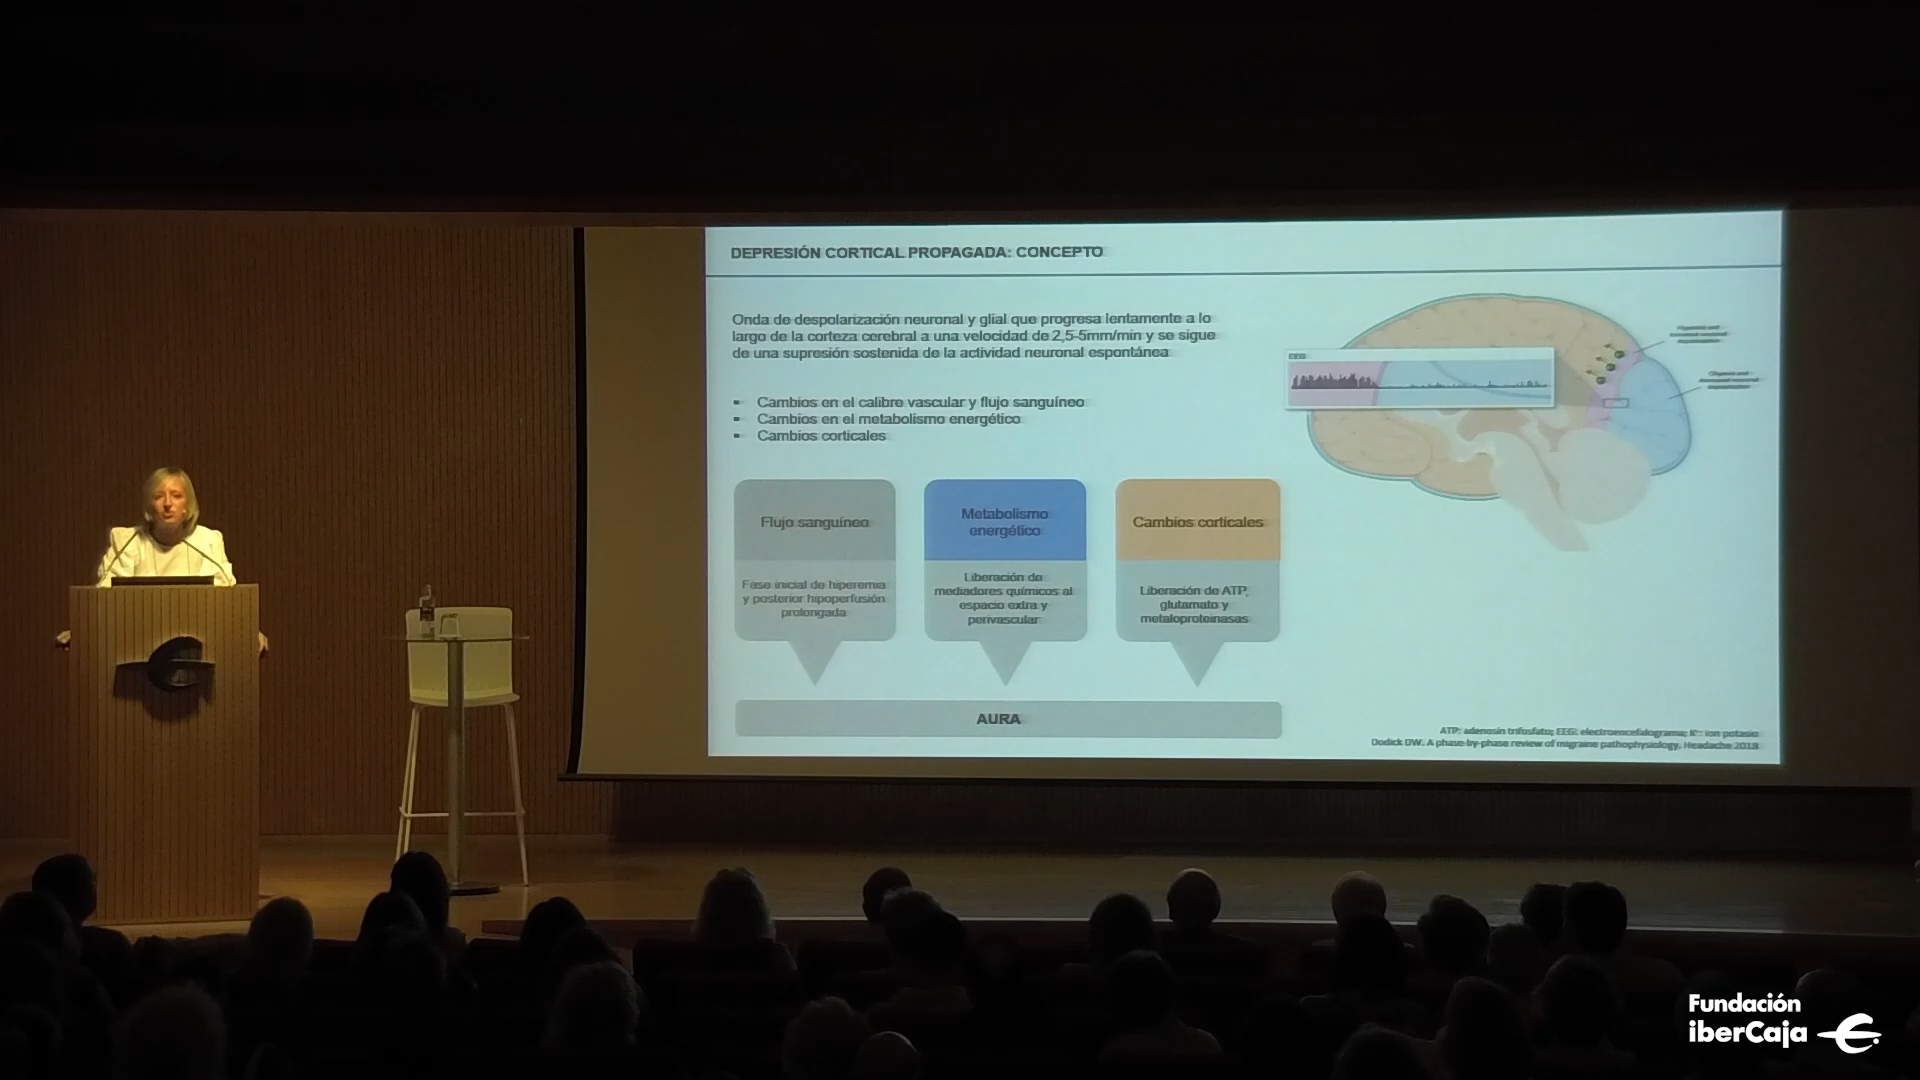 DEPRESIÓN CORTICAL PROPAGADA: CONCEPTO
Onda de despolarización neuronal y glial que progresa lentamente a lo
largo de la corteza cerebral a una velocidad de 2,5-5mm/min y se sigue
de una supresión sostenida de la actividad neuronal espontánea
Cambios en el calibre vascular y flujo sanguíneo
Cambios en el metabolismo energético
Cambios corticales
EEG
Flujo sanguíneo
Fase inicial de hiperemia
y posterior hipoperfusión
prolongada
Metabolismo
energético
Liberación de
mediadores químicos al
espacio extra y
perivascular
Cambios corticales
Liberación de ATP,
glutamato y
metaloproteinasas
AURA
ATP: adenosín trifosfato; EEG: electroencefalograma; K+: ion potasio
Dodick DW. A phase-by-phase review of migraine pathophysiology. Headache 2018
Fundación
iberCaja